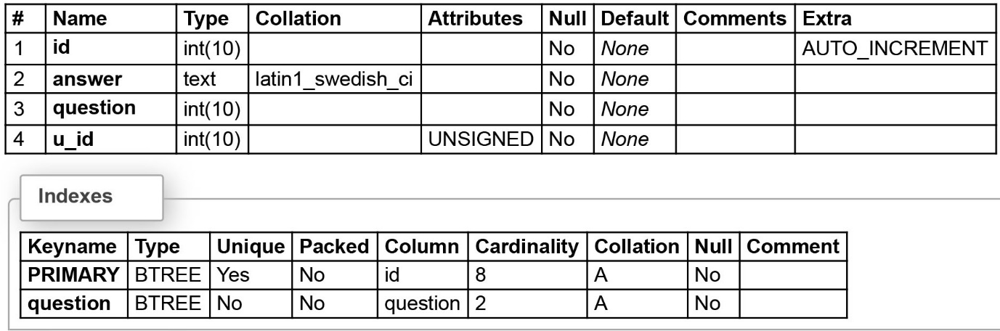 # Name Type Collation Attributes Null Default Comments Extra
1 id int(10) No None AUTO_INCREMENT
2 answer text latin1_swedish_ci No None
3 question int(10) No None
4 u_id int(10) UNSIGNED No None
Indexes
Keyname Type Unique Packed Column Cardinality Collation Null Comment
PRIMARY BTREE Yes No id 8 A No
question BTREE No No question 2 A No